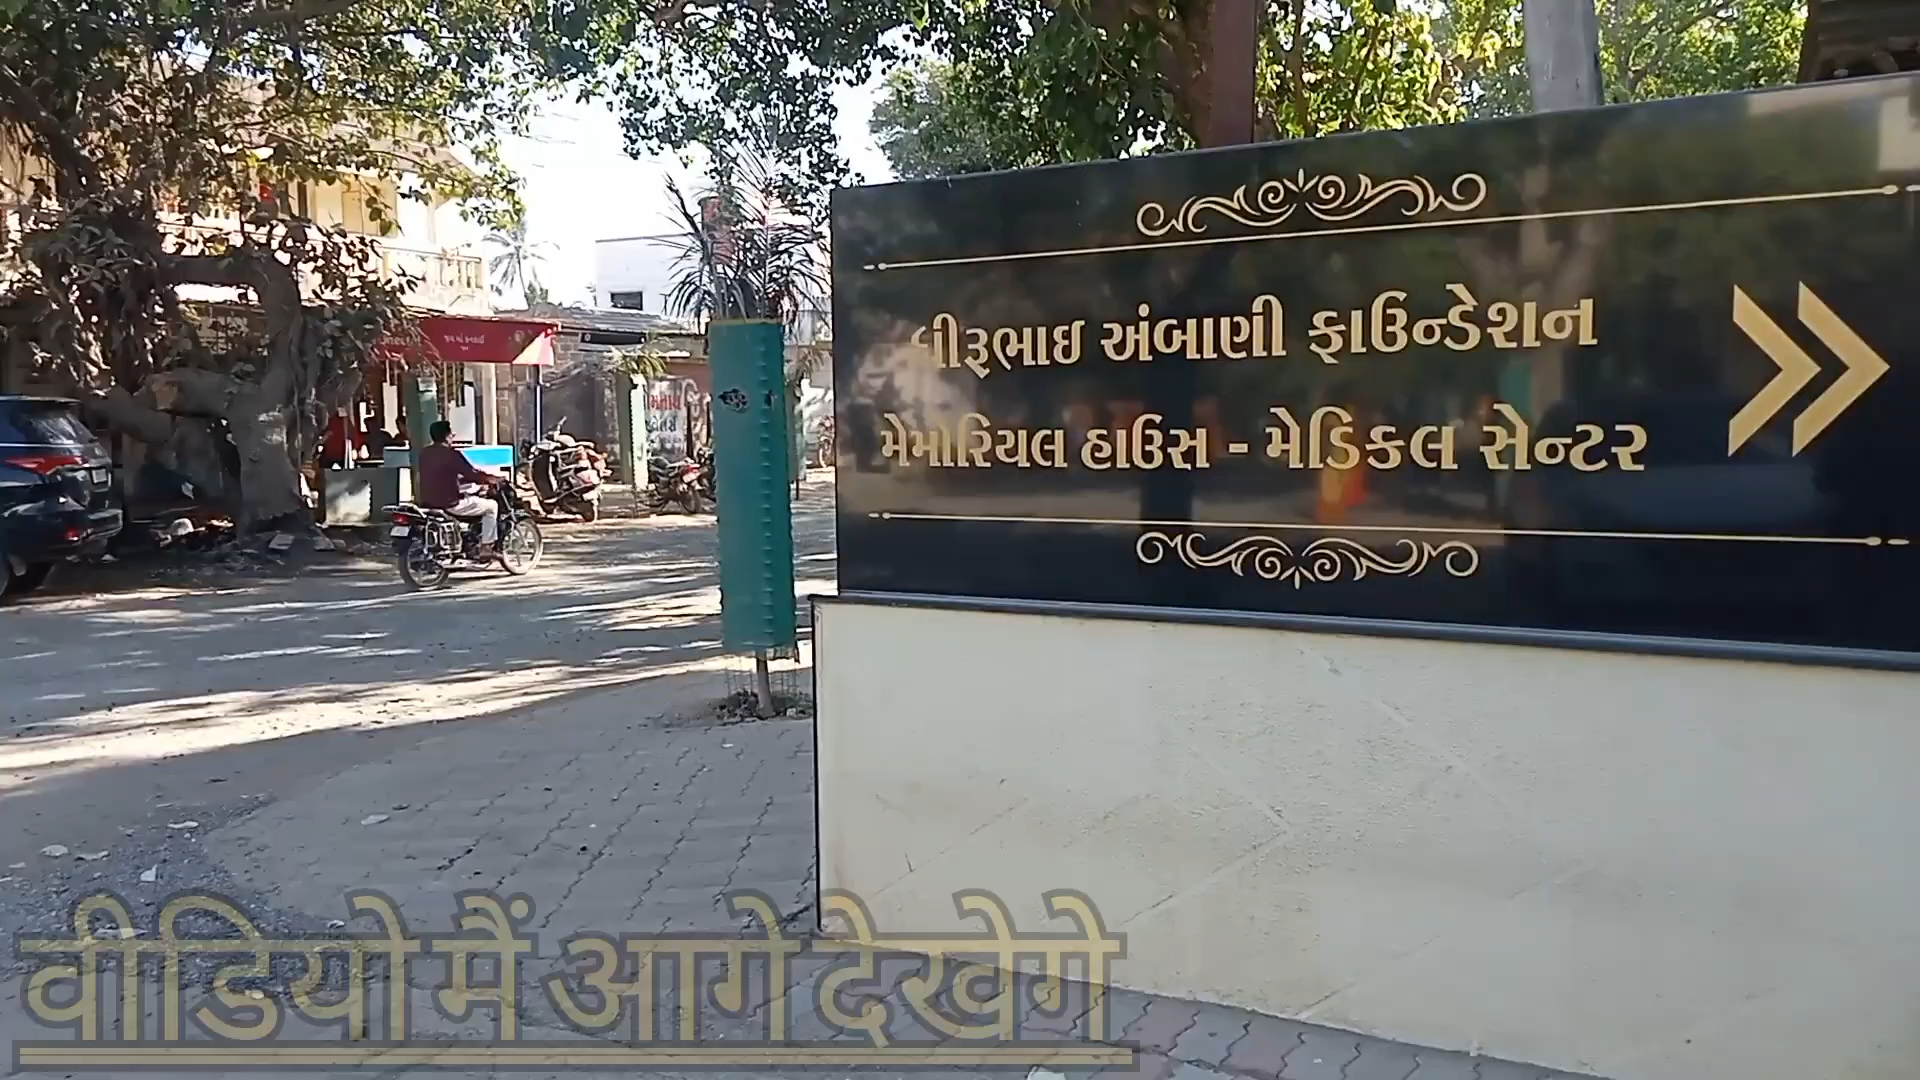 ધીરૂભાઇ અંબાણી ફાઉન્ડેશન
મેમોરિયલ હાઉસ - મેડિકલ સેન્ટર
वीडियो मैं आगे देखेगे